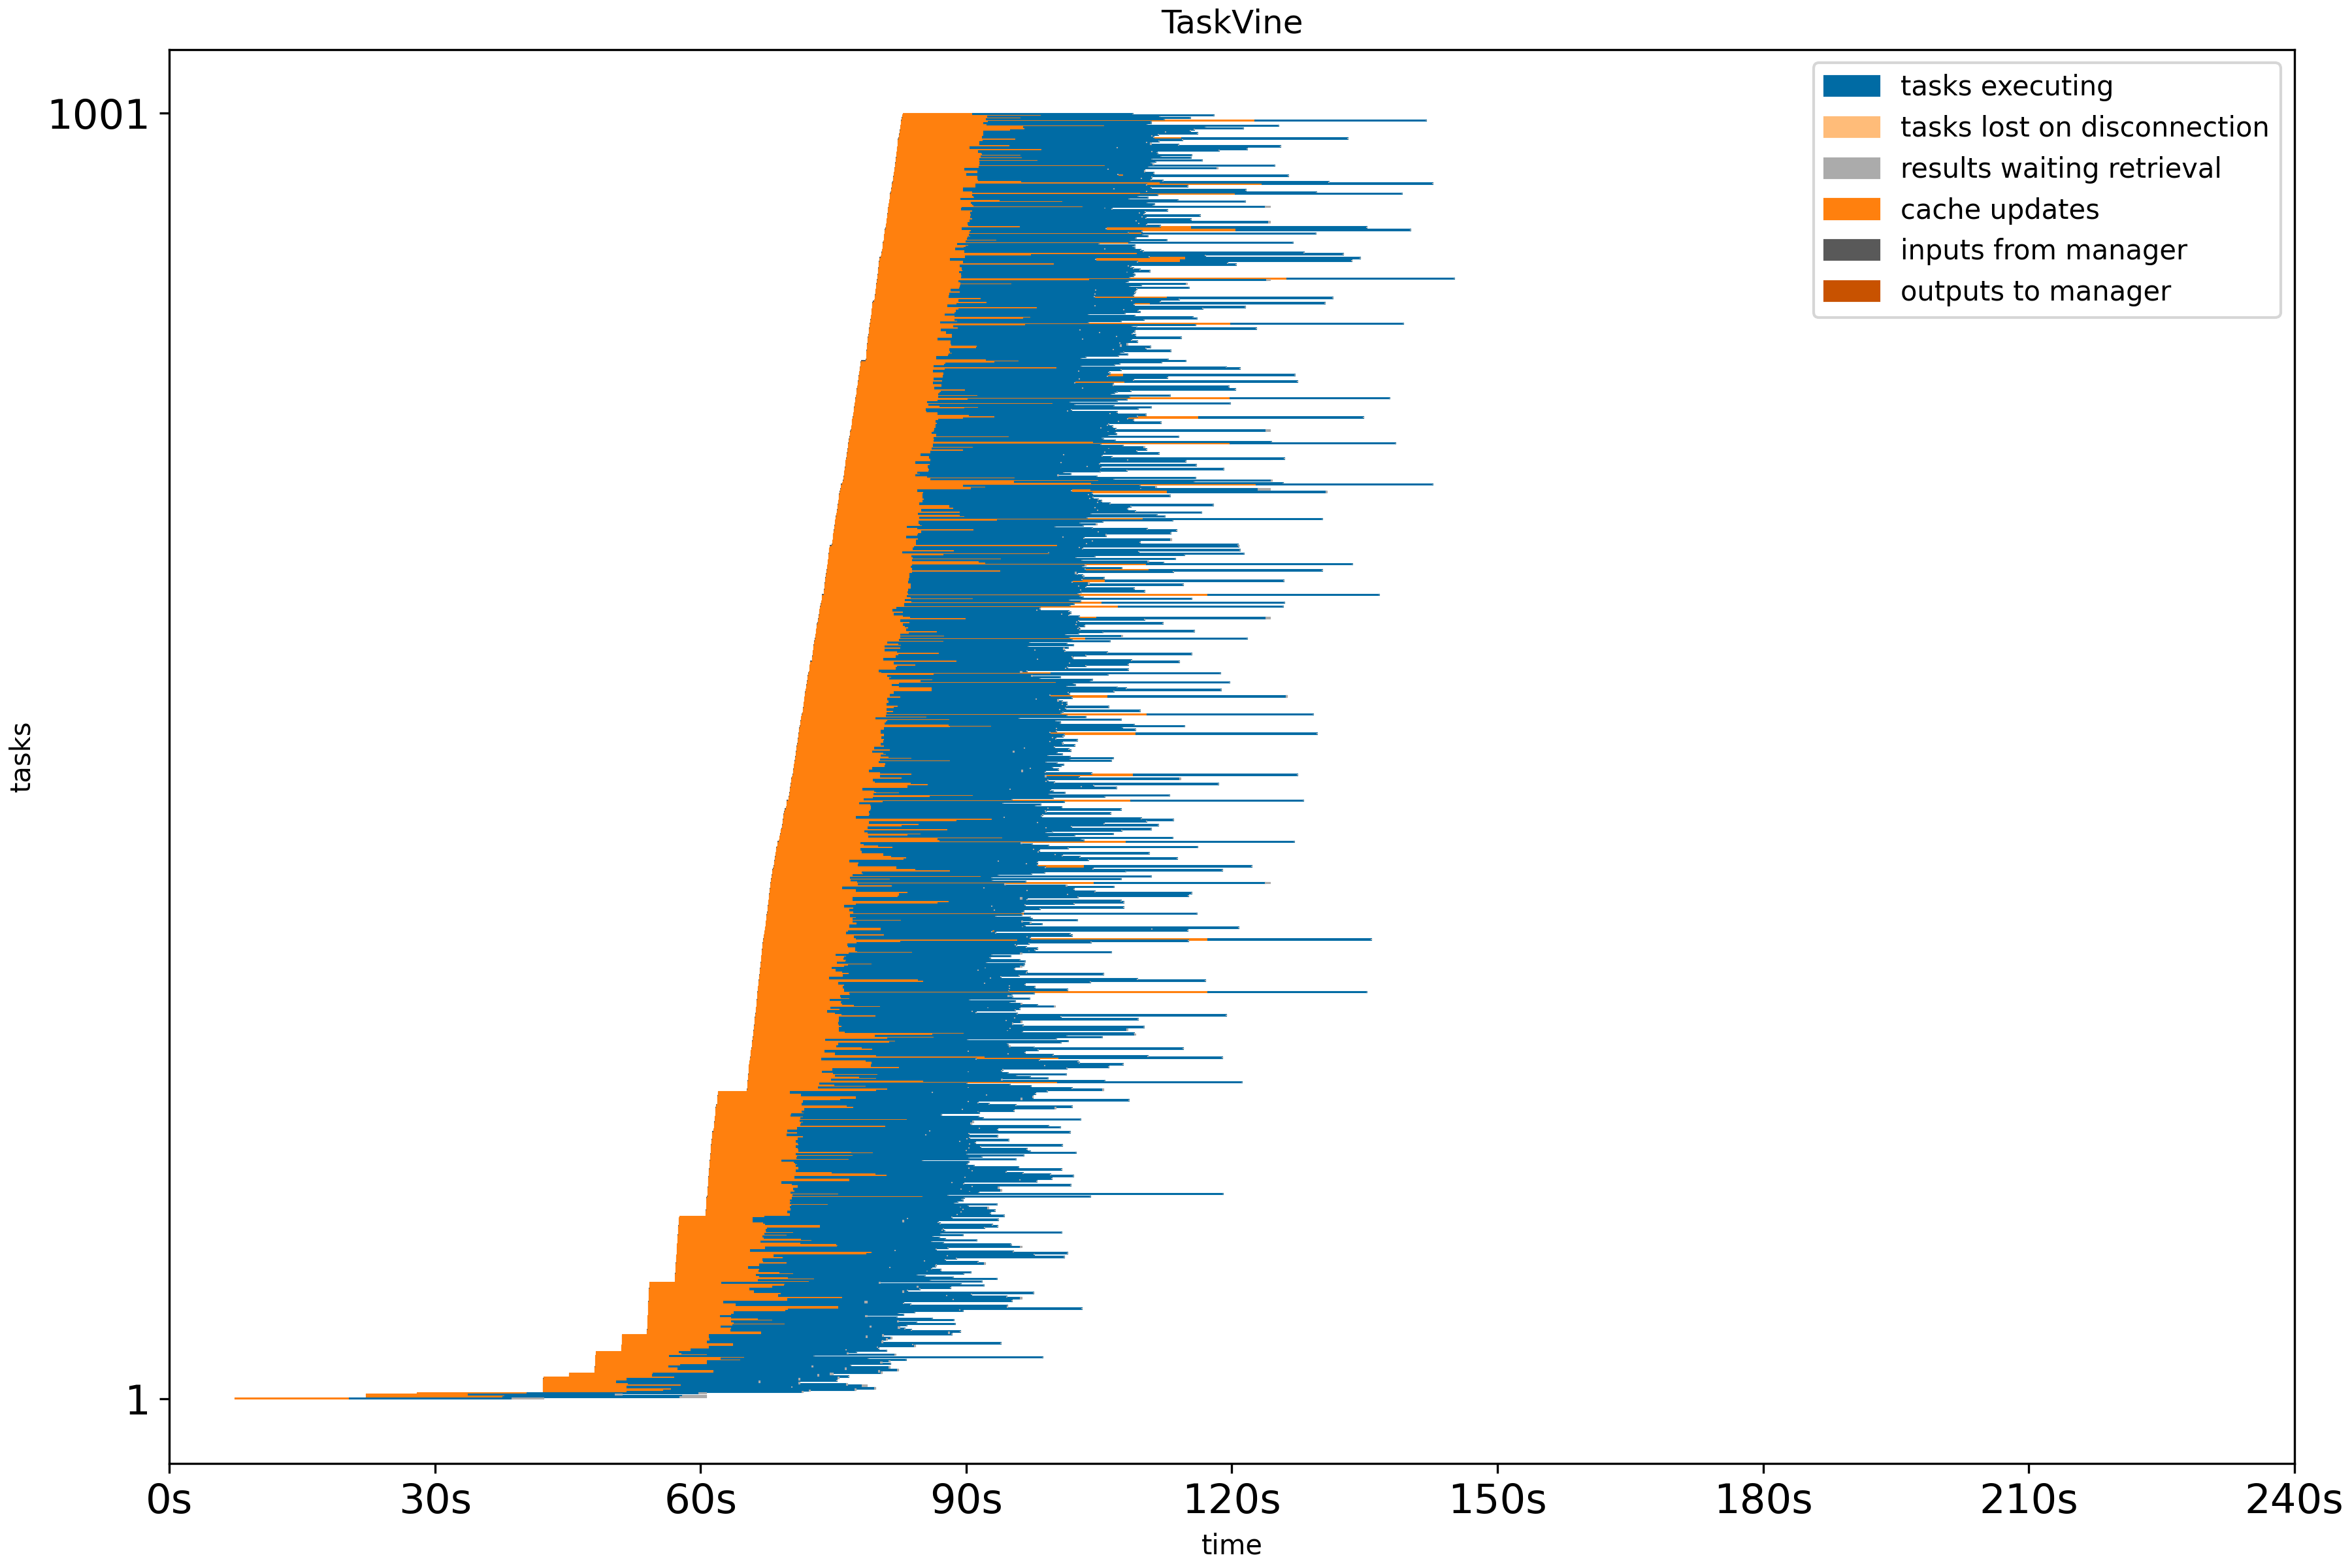 TaskVine
1001
tasks executing
tasks lost on disconnection
results waiting retrieval
cache updates
inputs from manager
outputs to manager
tasks
1
0s 30s 60s 90s 120s 150s 180s 210s 240s
time